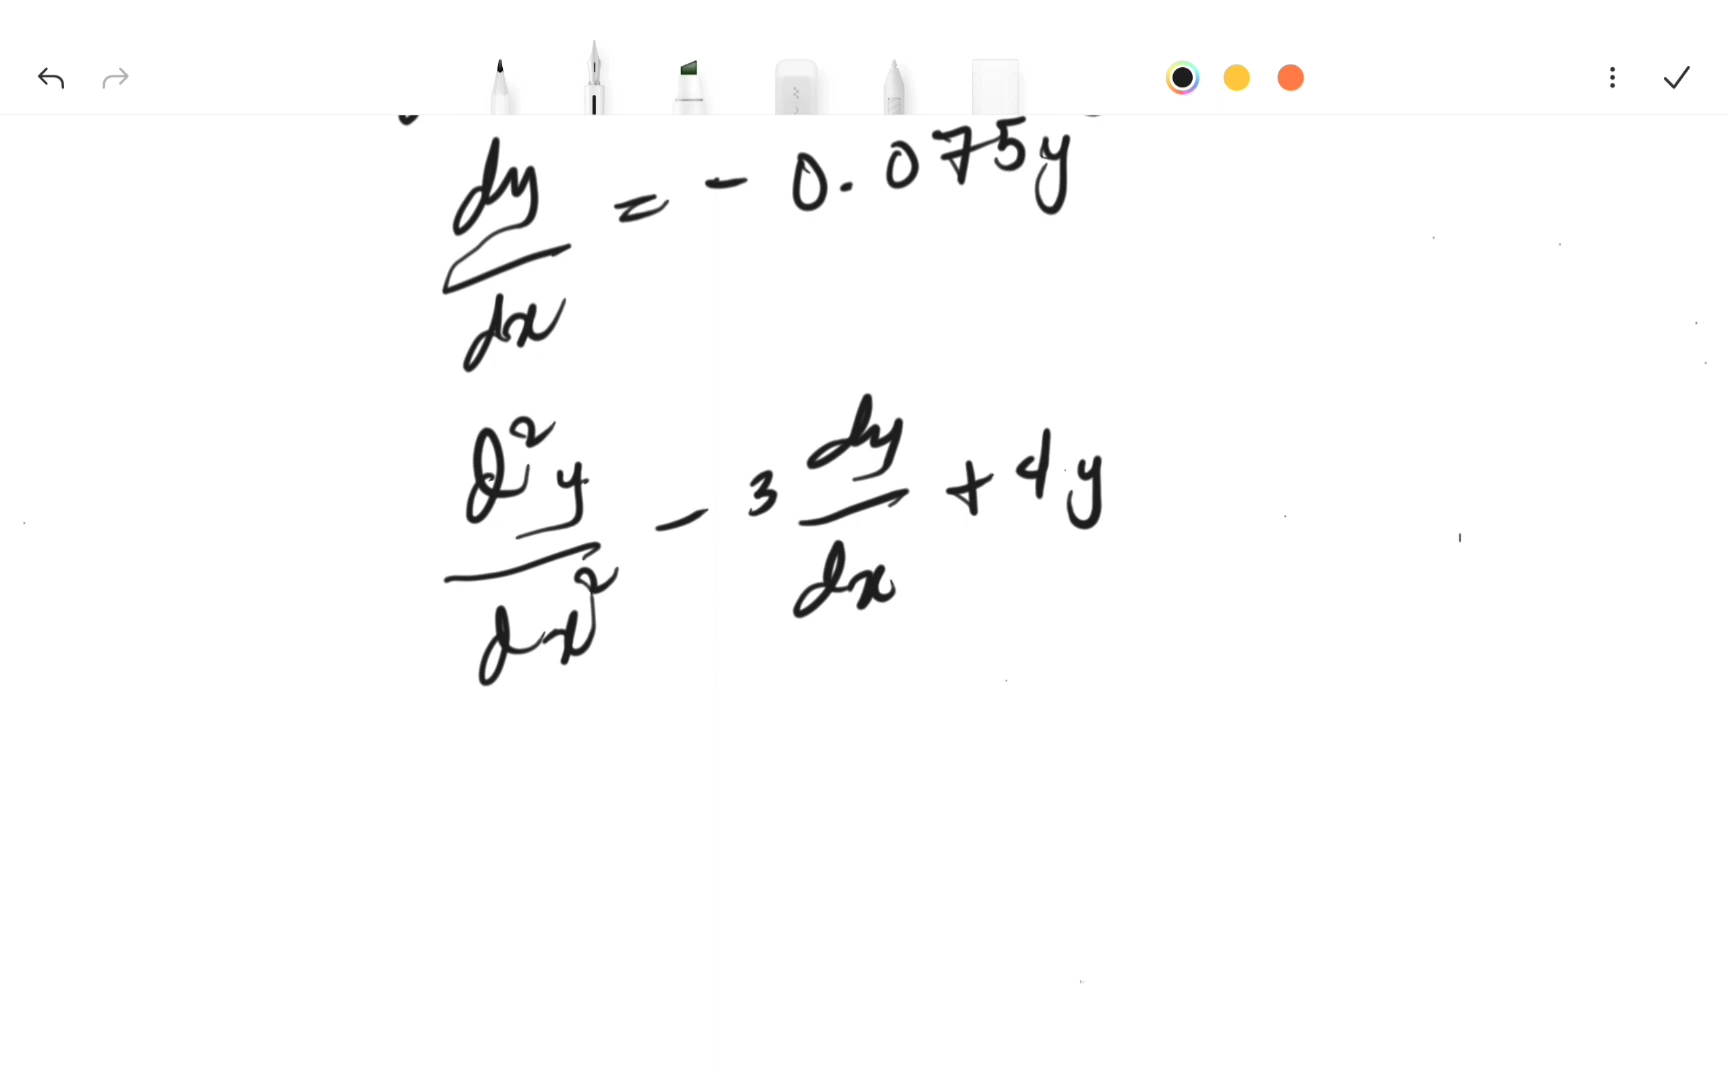 dy/dx = - 0.075y
d²y/dx² - 3 dy/dx + 4y